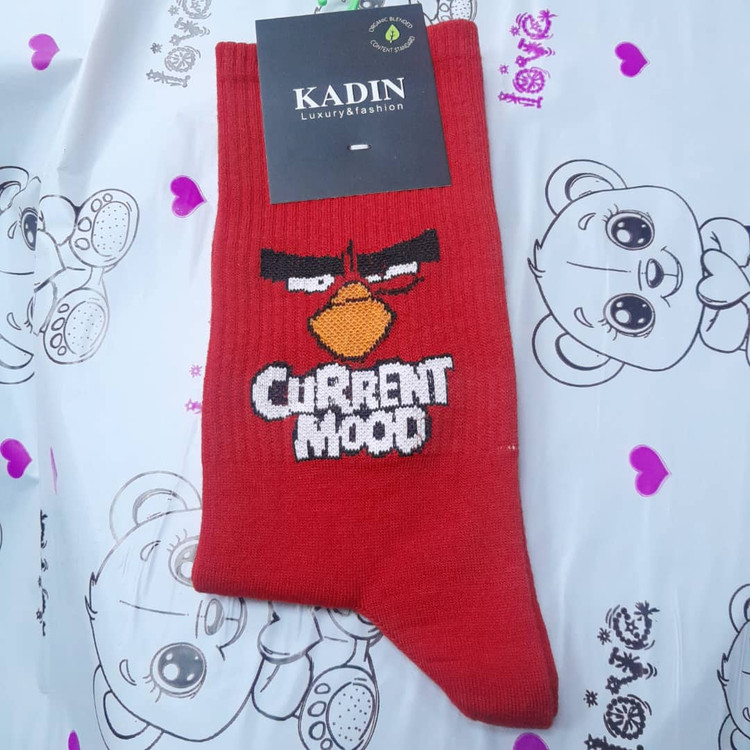 ORGANIC BLENDED
CONTENT STANDARD
KADIN
Luxury&fashion
CURRENT
MOOD
love
love
love